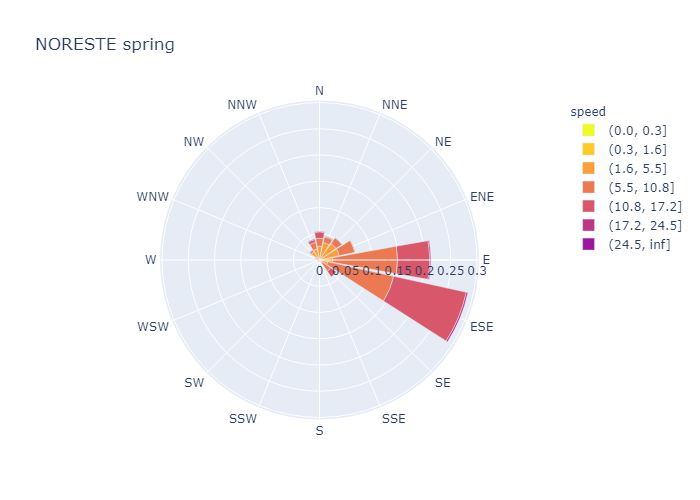 NORESTE spring
N
NNW
NNE
NW
NE
WNW
ENE
W
E
WSW
ESE
SW
SE
SSW
SSE
S
0 0.05 0.1 0.15 0.2 0.25 0.3
speed
(0.0, 0.3]
(0.3, 1.6]
(1.6, 5.5]
(5.5, 10.8]
(10.8, 17.2]
(17.2, 24.5]
(24.5, inf]